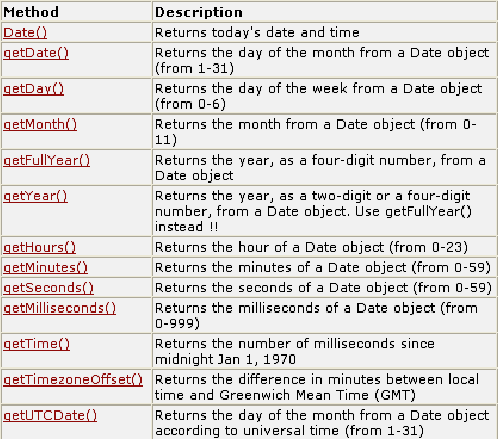 Method Description
Date() Returns today's date and time
getDate() Returns the day of the month from a Date object
(from 1-31)
getDay() Returns the day of the week from a Date object
(from 0-6)
getMonth() Returns the month from a Date object (from 0-
11)
getFullYear() Returns the year, as a four-digit number, from a
Date object
getYear() Returns the year, as a two-digit or a four-digit
number, from a Date object. Use getFullYear()
instead !!
getHours() Returns the hour of a Date object (from 0-23)
getMinutes() Returns the minutes of a Date object (from 0-59)
getSeconds() Returns the seconds of a Date object (from 0-59)
getMilliseconds() Returns the milliseconds of a Date object (from
0-999)
getTime() Returns the number of milliseconds since
midnight Jan 1, 1970
getTimezoneOffset() Returns the difference in minutes between local
time and Greenwich Mean Time (GMT)
getUTCDate() Returns the day of the month from a Date object
according to universal time (from 1-31)